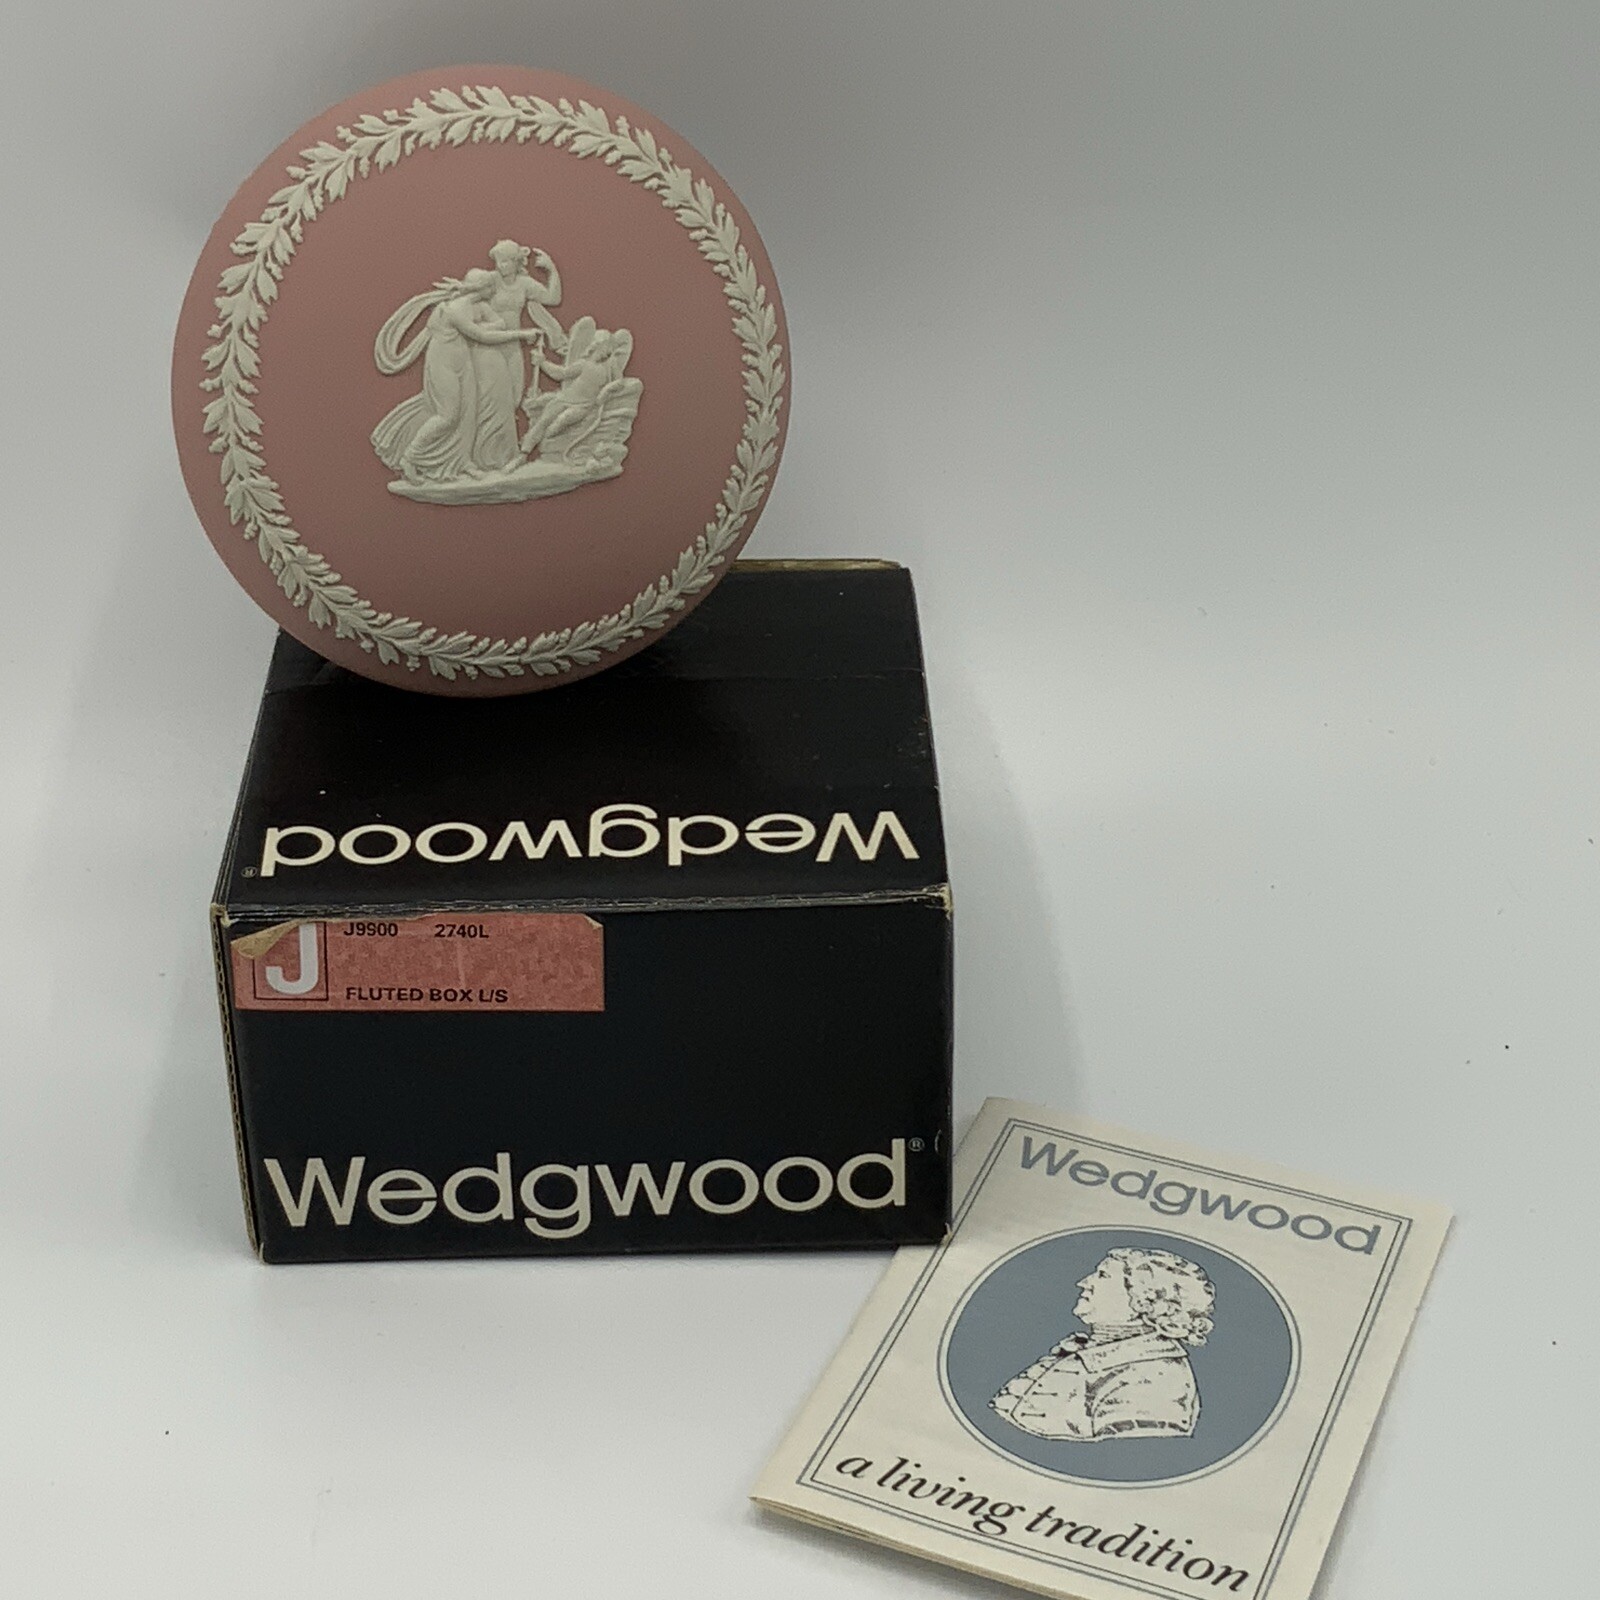 Wedgwood®
J J9900 2740L
FLUTED BOX L/S
Wedgwood®
Wedgwood
a living tradition